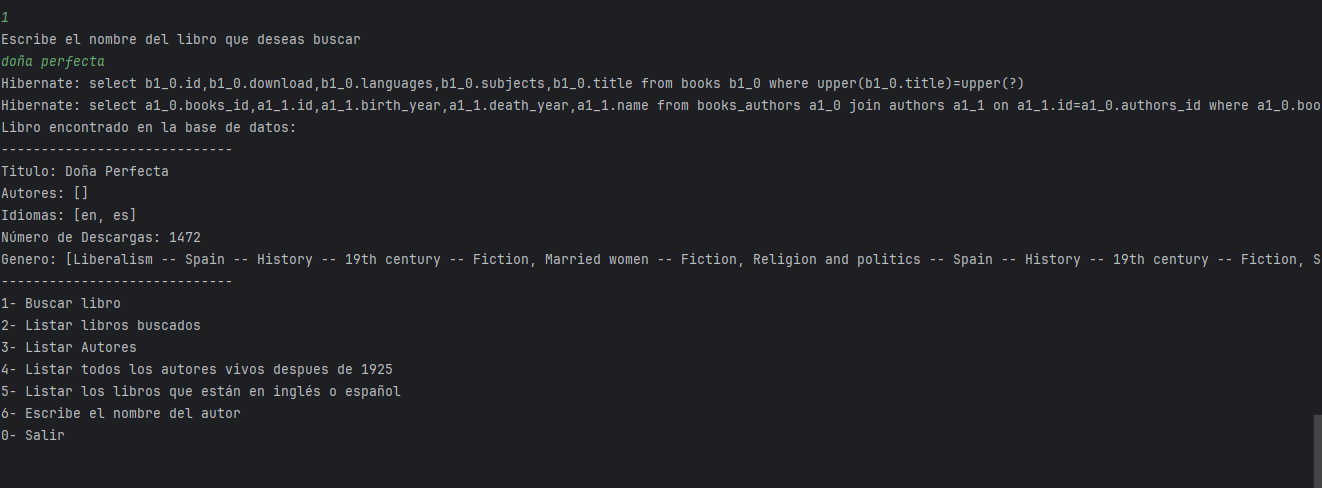 1
Escribe el nombre del libro que deseas buscar
doña perfecta
Hibernate: select b1_0.id,b1_0.download,b1_0.languages,b1_0.subjects,b1_0.title from books b1_0 where upper(b1_0.title)=upper(?)
Hibernate: select a1_0.books_id,a1_1.id,a1_1.birth_year,a1_1.death_year,a1_1.name from books_authors a1_0 join authors a1_1 on a1_1.id=a1_0.authors_id where a1_0.boo
Libro encontrado en la base de datos:
-----------------------------
Titulo: Doña Perfecta
Autores: []
Idiomas: [en, es]
Número de Descargas: 1472
Genero: [Liberalism -- Spain -- History -- 19th century -- Fiction, Married women -- Fiction, Religion and politics -- Spain -- History -- 19th century -- Fiction, S
-----------------------------
1- Buscar libro
2- Listar libros buscados
3- Listar Autores
4- Listar todos los autores vivos despues de 1925
5- Listar los libros que están en inglés o español
6- Escribe el nombre del autor
0- Salir